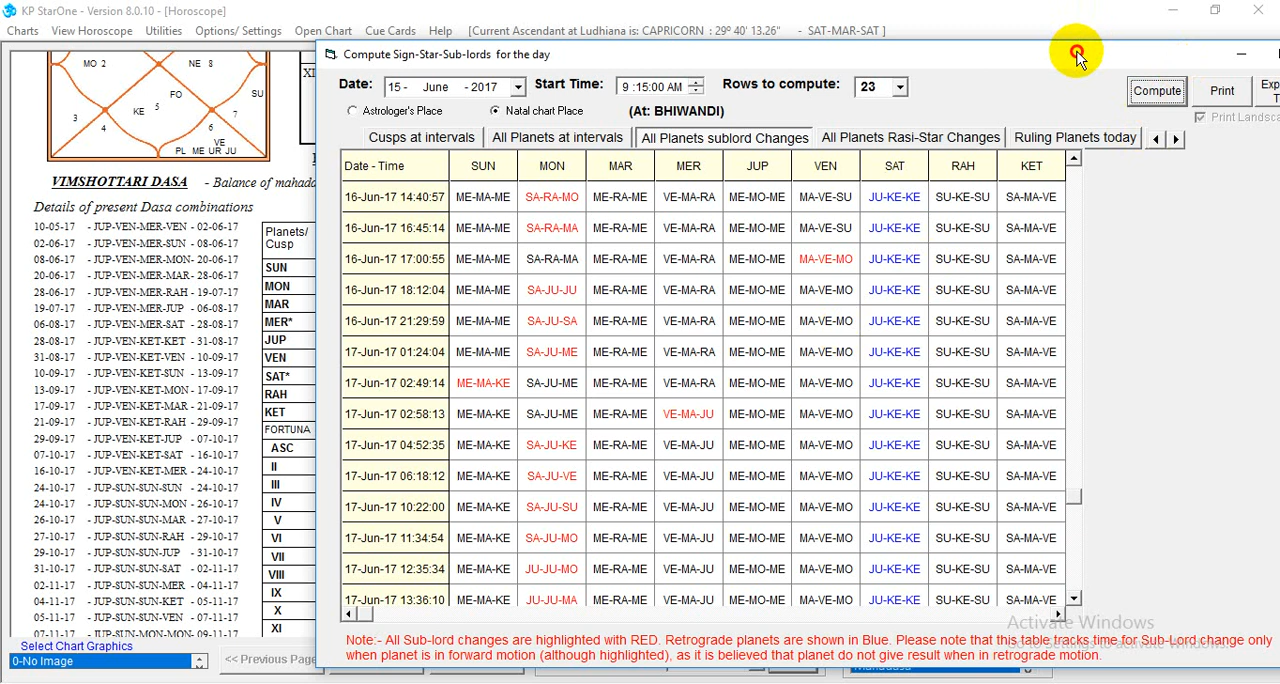 KP StarOne - Version 8.0.10 - [Horoscope]
Charts View Horoscope Utilities Options/ Settings Open Chart Cue Cards Help [Current Ascendant at Ludhiana is: CAPRICORN : 29º 40' 13.26" - SAT-MAR-SAT ]
MO 2 NE 8
FO
SU
KE 5
3 7
4 6
VE
PL ME UR JU
XI
VIMSHOTTARI DASA - Balance of mahada
Details of present Dasa combinations
10-05-17 - JUP-VEN-MER-VEN - 02-06-17
02-06-17 - JUP-VEN-MER-SUN - 08-06-17
08-06-17 - JUP-VEN-MER-MON- 20-06-17
20-06-17 - JUP-VEN-MER-MAR- 28-06-17
28-06-17 - JUP-VEN-MER-RAH - 19-07-17
19-07-17 - JUP-VEN-MER-JUP - 06-08-17
06-08-17 - JUP-VEN-MER-SAT - 28-08-17
28-08-17 - JUP-VEN-KET-KET - 31-08-17
31-08-17 - JUP-VEN-KET-VEN - 10-09-17
10-09-17 - JUP-VEN-KET-SUN - 13-09-17
13-09-17 - JUP-VEN-KET-MON - 17-09-17
17-09-17 - JUP-VEN-KET-MAR - 21-09-17
21-09-17 - JUP-VEN-KET-RAH - 29-09-17
29-09-17 - JUP-VEN-KET-JUP - 07-10-17
07-10-17 - JUP-VEN-KET-SAT - 16-10-17
16-10-17 - JUP-VEN-KET-MER - 24-10-17
24-10-17 - JUP-SUN-SUN-SUN - 24-10-17
24-10-17 - JUP-SUN-SUN-MON - 26-10-17
26-10-17 - JUP-SUN-SUN-MAR - 27-10-17
27-10-17 - JUP-SUN-SUN-RAH - 29-10-17
29-10-17 - JUP-SUN-SUN-JUP - 31-10-17
31-10-17 - JUP-SUN-SUN-SAT - 02-11-17
02-11-17 - JUP-SUN-SUN-MER - 04-11-17
04-11-17 - JUP-SUN-SUN-KET - 05-11-17
05-11-17 - JUP-SUN-SUN-VEN - 07-11-17
07-11-17 - JUP-SUN-MON-MON- 09-11-17
Planets/
Cusp
SUN
MON
MAR
MER*
JUP
VEN
SAT*
RAH
KET
FORTUNA
ASC
II
III
IV
V
VI
VII
VIII
IX
X
XI
Select Chart Graphics
0-No Image
<< Previous Page
Compute Sign-Star-Sub-lords for the day
Date: 15- June - 2017 Start Time: 9 :15:00 AM Rows to compute: 23 Compute Print Exp
T
Astrologer's Place Natal chart Place (At: BHIWANDI) Print Landsca
Cusps at intervals All Planets at intervals All Planets sublord Changes All Planets Rasi-Star Changes Ruling Planets today
Date - Time SUN MON MAR MER JUP VEN SAT RAH KET
16-Jun-17 14:40:57 ME-MA-ME SA-RA-MO ME-RA-ME VE-MA-RA ME-MO-ME MA-VE-SU JU-KE-KE SU-KE-SU SA-MA-VE
16-Jun-17 16:45:14 ME-MA-ME SA-RA-MA ME-RA-ME VE-MA-RA ME-MO-ME MA-VE-SU JU-KE-KE SU-KE-SU SA-MA-VE
16-Jun-17 17:00:55 ME-MA-ME SA-RA-MA ME-RA-ME VE-MA-RA ME-MO-ME MA-VE-MO JU-KE-KE SU-KE-SU SA-MA-VE
16-Jun-17 18:12:04 ME-MA-ME SA-JU-JU ME-RA-ME VE-MA-RA ME-MO-ME MA-VE-MO JU-KE-KE SU-KE-SU SA-MA-VE
16-Jun-17 21:29:59 ME-MA-ME SA-JU-SA ME-RA-ME VE-MA-RA ME-MO-ME MA-VE-MO JU-KE-KE SU-KE-SU SA-MA-VE
17-Jun-17 01:24:04 ME-MA-ME SA-JU-ME ME-RA-ME VE-MA-RA ME-MO-ME MA-VE-MO JU-KE-KE SU-KE-SU SA-MA-VE
17-Jun-17 02:49:14 ME-MA-KE SA-JU-ME ME-RA-ME VE-MA-RA ME-MO-ME MA-VE-MO JU-KE-KE SU-KE-SU SA-MA-VE
17-Jun-17 02:58:13 ME-MA-KE SA-JU-ME ME-RA-ME VE-MA-JU ME-MO-ME MA-VE-MO JU-KE-KE SU-KE-SU SA-MA-VE
17-Jun-17 04:52:35 ME-MA-KE SA-JU-KE ME-RA-ME VE-MA-JU ME-MO-ME MA-VE-MO JU-KE-KE SU-KE-SU SA-MA-VE
17-Jun-17 06:18:12 ME-MA-KE SA-JU-VE ME-RA-ME VE-MA-JU ME-MO-ME MA-VE-MO JU-KE-KE SU-KE-SU SA-MA-VE
17-Jun-17 10:22:00 ME-MA-KE SA-JU-SU ME-RA-ME VE-MA-JU ME-MO-ME MA-VE-MO JU-KE-KE SU-KE-SU SA-MA-VE
17-Jun-17 11:34:54 ME-MA-KE SA-JU-MO ME-RA-ME VE-MA-JU ME-MO-ME MA-VE-MO JU-KE-KE SU-KE-SU SA-MA-VE
17-Jun-17 12:35:34 ME-MA-KE JU-JU-MO ME-RA-ME VE-MA-JU ME-MO-ME MA-VE-MO JU-KE-KE SU-KE-SU SA-MA-VE
17-Jun-17 13:36:10 ME-MA-KE JU-JU-MA ME-RA-ME VE-MA-JU ME-MO-ME MA-VE-MO JU-KE-KE SU-KE-SU SA-MA-VE
Activate Windows
Go to Settings to activate Windows.
Note:- All Sub-lord changes are highlighted with RED. Retrograde planets are shown in Blue. Please note that this table tracks time for Sub-Lord change only
when planet is in forward motion (although highlighted), as it is believed that planet do not give result when in retrograde motion.